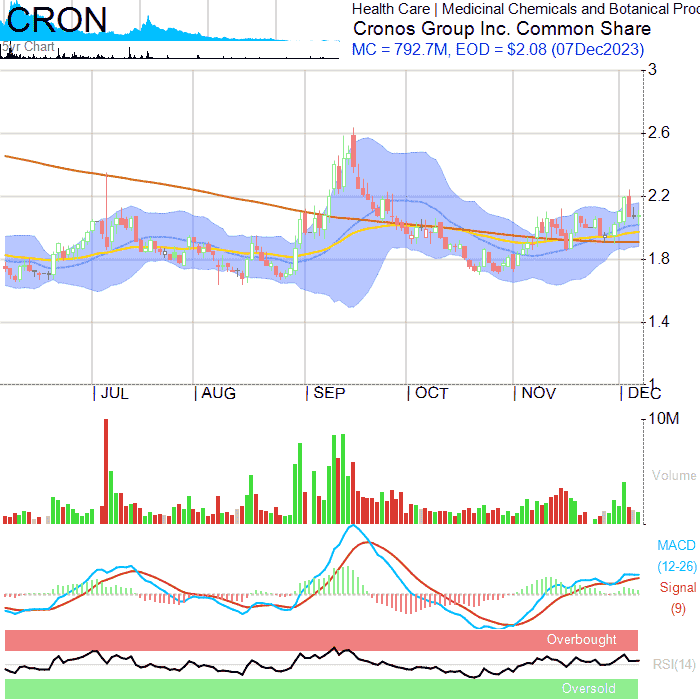 CRON
Health Care | Medicinal Chemicals and Botanical Proc
Cronos Group Inc. Common Share
MC = 792.7M, EOD = $2.08 (07Dec2023)
5yr Chart
3
2.6
2.2
1.8
1.4
1
JUL AUG SEP OCT NOV DEC
10M
Volume
MACD
(12-26)
Signal
(9)
Overbought
RSI(14)
Oversold